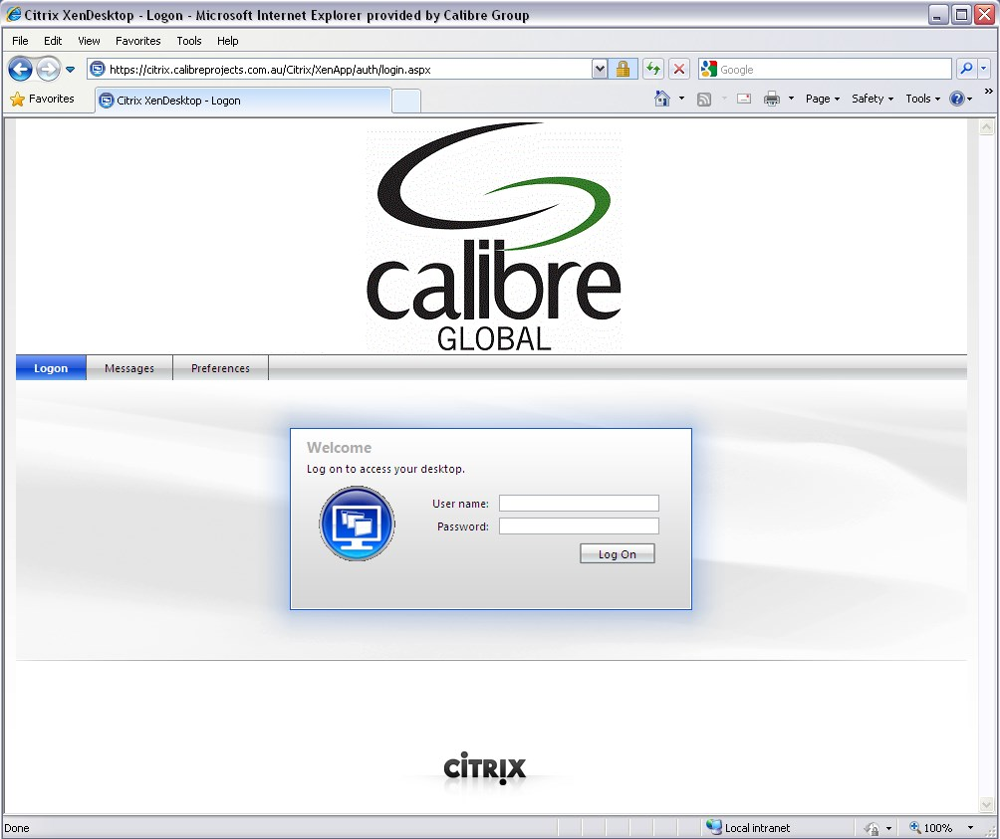 Citrix XenDesktop - Logon - Microsoft Internet Explorer provided by Calibre Group
File Edit View Favorites Tools Help
https://citrix.calibreprojects.com.au/Citrix/XenApp/auth/login.aspx
Google
Favorites
Citrix XenDesktop - Logon
Page Safety Tools
calibre
GLOBAL
Logon Messages Preferences
Welcome
Log on to access your desktop.
User name:
Password:
Log On
CITRIX
Done
Local intranet
100%